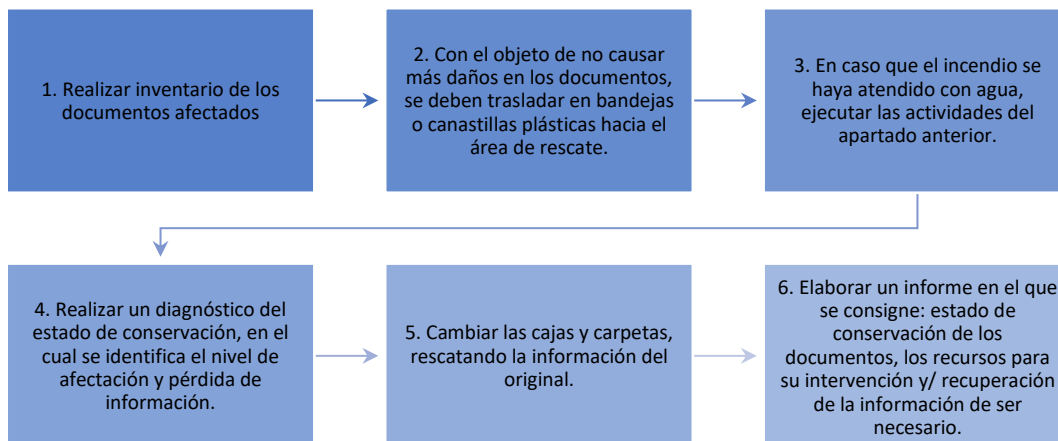 1. Realizar inventario de los
documentos afectados
2. Con el objeto de no causar
más daños en los documentos,
se deben trasladar en bandejas
o canastillas plásticas hacia el
área de rescate.
3. En caso que el incendio se
haya atendido con agua,
ejecutar las actividades del
apartado anterior.
4. Realizar un diagnóstico del
estado de conservación, en el
cual se identifica el nivel de
afectación y pérdida de
información.
5. Cambiar las cajas y carpetas,
rescatando la información del
original.
6. Elaborar un informe en el que
se consigne: estado de
conservación de los
documentos, los recursos para
su intervención y/ recuperación
de la información de ser
necesario.